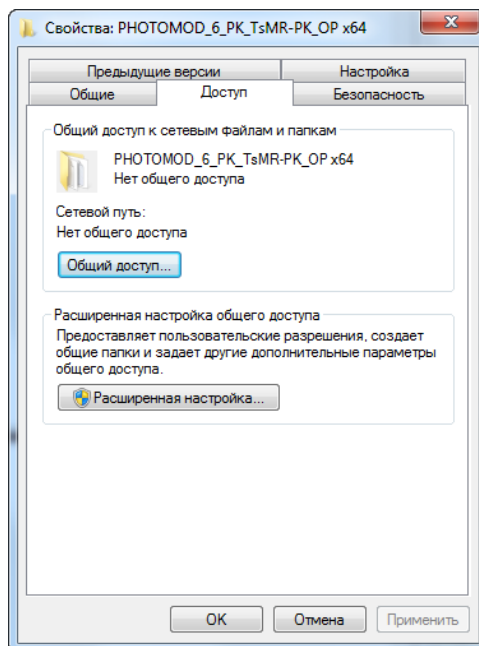 Свойства: PHOTOMOD_6_PK_TsMR-PK_OP x64
Предыдущие версии
Настройка
Общие
Доступ
Безопасность
Общий доступ к сетевым файлам и папкам
PHOTOMOD_6_PK_TsMR-PK_OP x64
Нет общего доступа
Сетевой путь:
Нет общего доступа
Общий доступ...
Расширенная настройка общего доступа
Предоставляет пользовательские разрешения, создает
общие папки и задает другие дополнительные параметры
общего доступа.
Расширенная настройка...
OK
Отмена
Применить